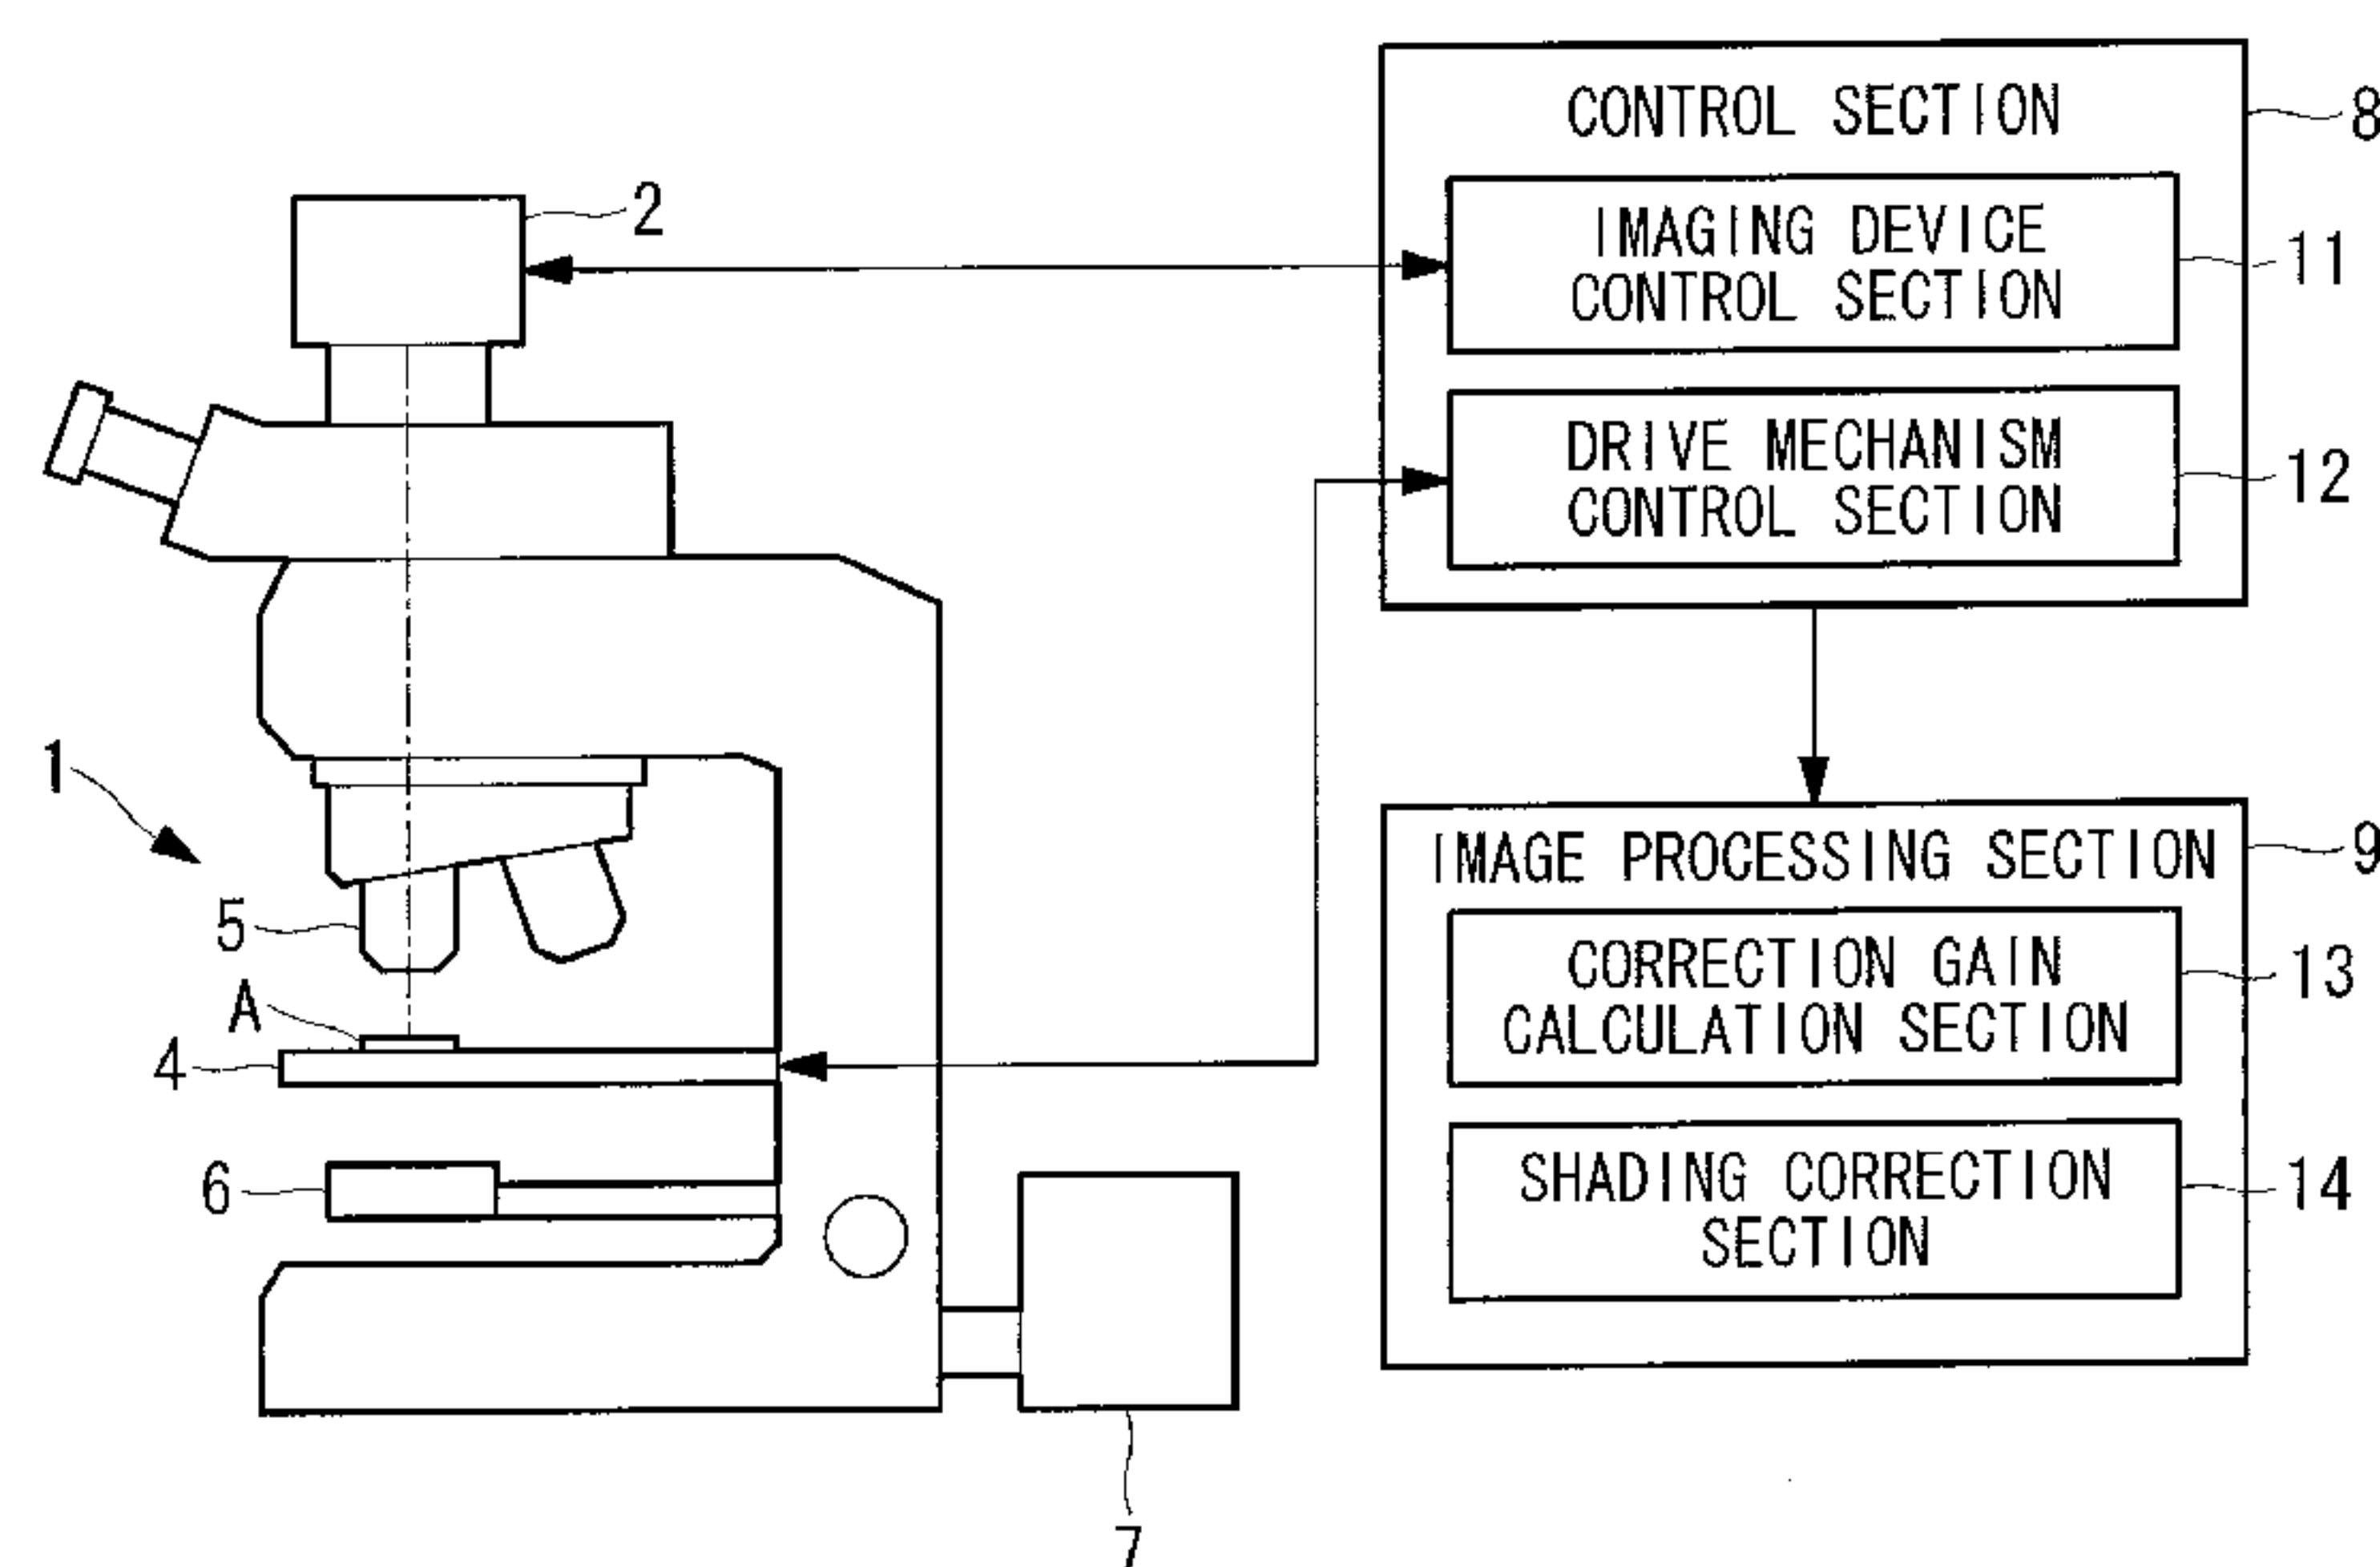 CONTROL SECTION
8
IMAGING DEVICE
CONTROL SECTION
11
DRIVE MECHANISM
CONTROL SECTION
12
2
1
5
A
4
6
7
IMAGE PROCESSING SECTION
9
CORRECTION GAIN
CALCULATION SECTION
13
SHADING CORRECTION
SECTION
14